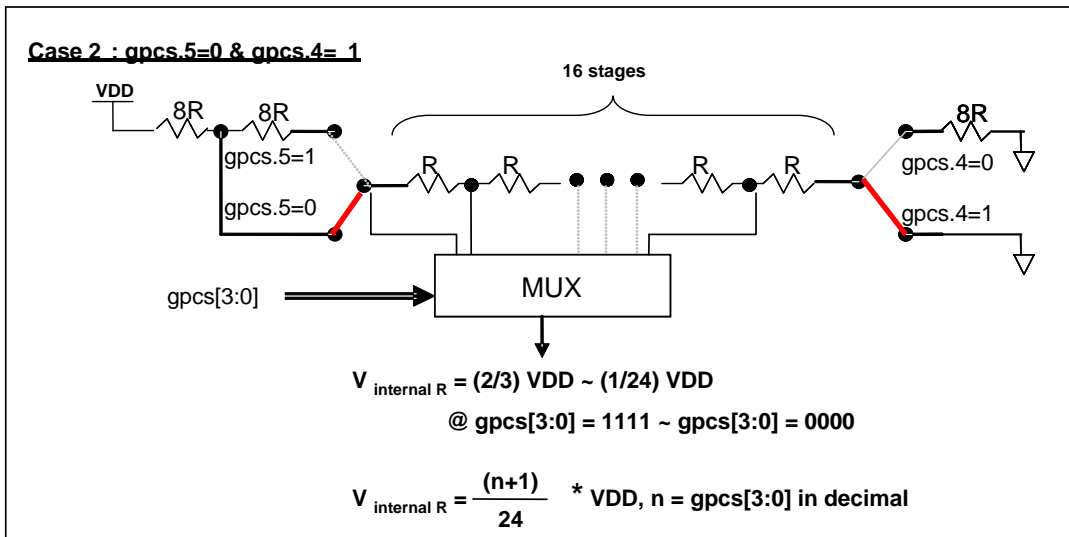 Case 2 : gpcs.5=0 & gpcs.4= 1
16 stages
VDD
8R 8R 8R
gpcs.5=1 gpcs.4=0
R R R R
gpcs.5=0 gpcs.4=1
MUX
gpcs[3:0]
V internal R = (2/3) VDD ~ (1/24) VDD
@ gpcs[3:0] = 1111 ~ gpcs[3:0] = 0000
V internal R = (n+1) / 24 * VDD, n = gpcs[3:0] in decimal